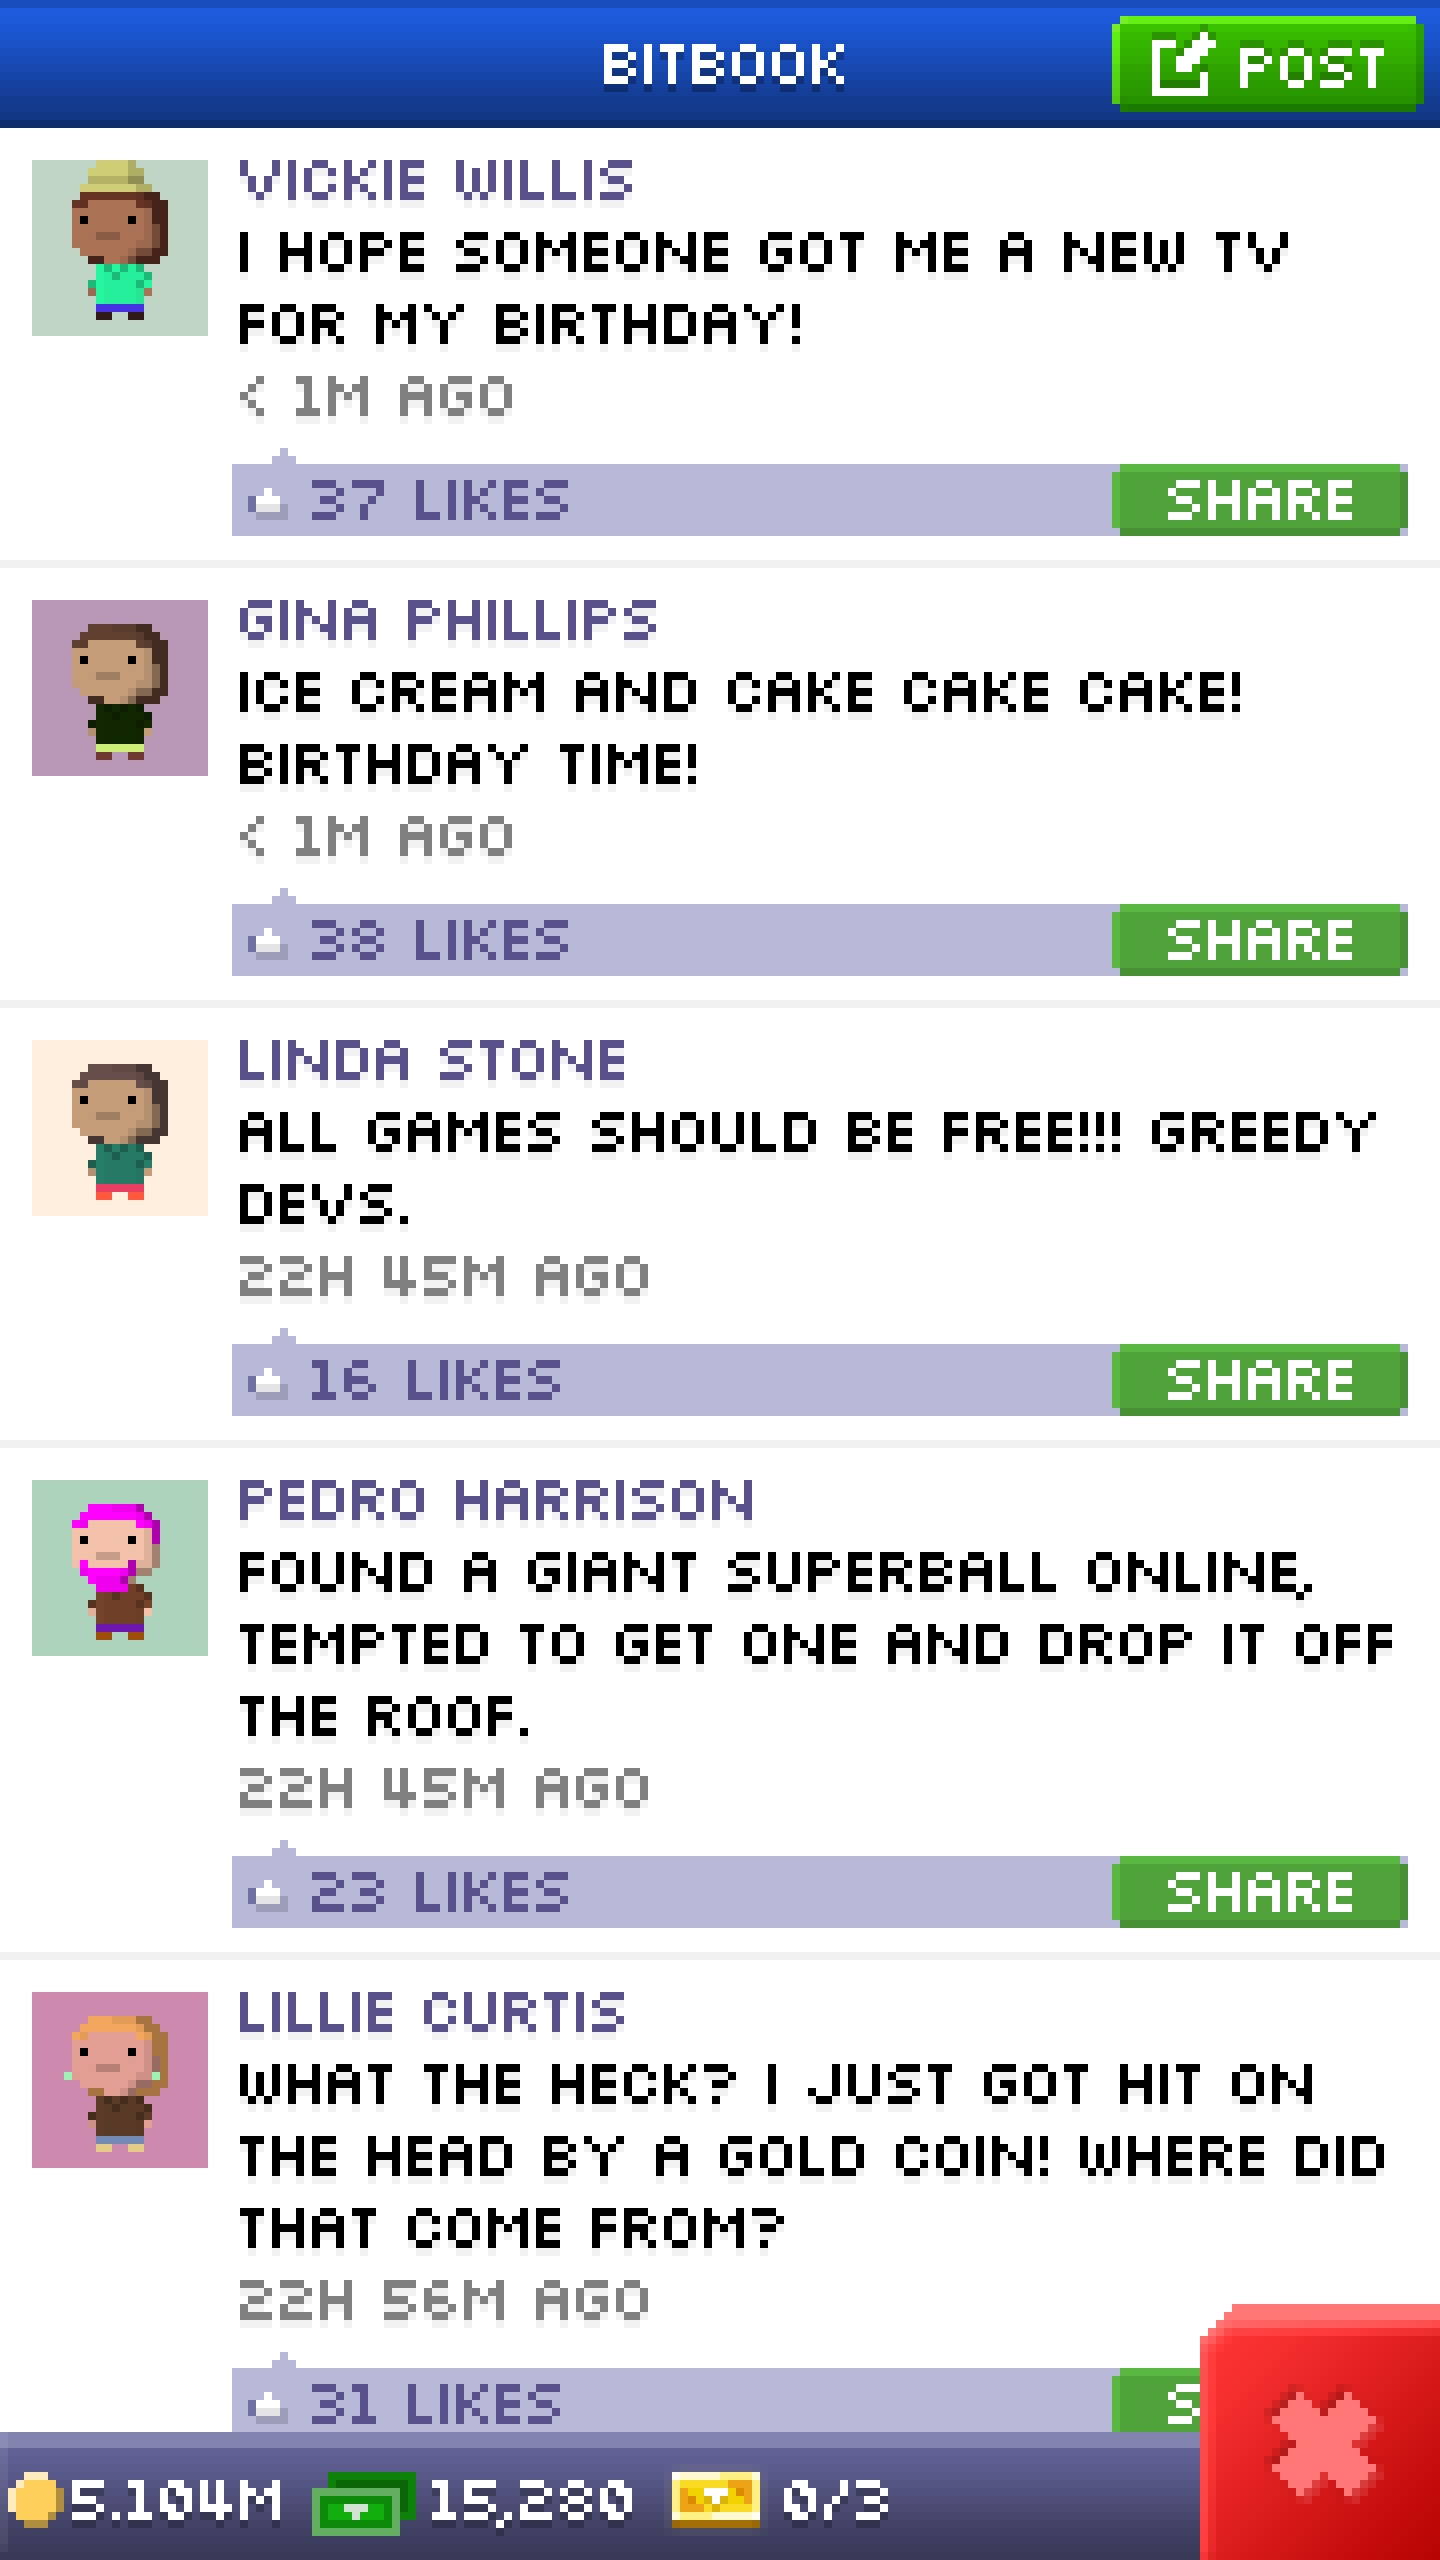 BITBOOK
POST
VICKIE WILLIS
I HOPE SOMEONE GOT ME A NEW TV
FOR MY BIRTHDAY!
< 1M AGO
37 LIKES
SHARE
GINA PHILLIPS
ICE CREAM AND CAKE CAKE CAKE!
BIRTHDAY TIME!
< 1M AGO
38 LIKES
SHARE
LINDA STONE
ALL GAMES SHOULD BE FREE!!! GREEDY
DEVS.
22H 45M AGO
16 LIKES
SHARE
PEDRO HARRISON
FOUND A GIANT SUPERBALL ONLINE,
TEMPTED TO GET ONE AND DROP IT OFF
THE ROOF.
22H 45M AGO
23 LIKES
SHARE
LILLIE CURTIS
WHAT THE HECK? I JUST GOT HIT ON
THE HEAD BY A GOLD COIN! WHERE DID
THAT COME FROM?
22H 56M AGO
31 LIKES
S
5.104M
15,280
0/3